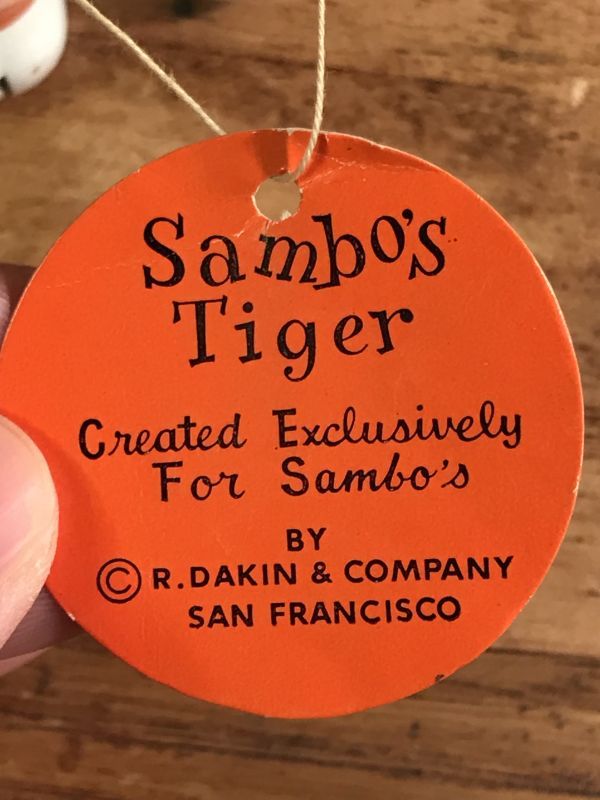 Sambo's
Tiger
Created Exclusively
For Sambo's
BY
© R. DAKIN & COMPANY
SAN FRANCISCO